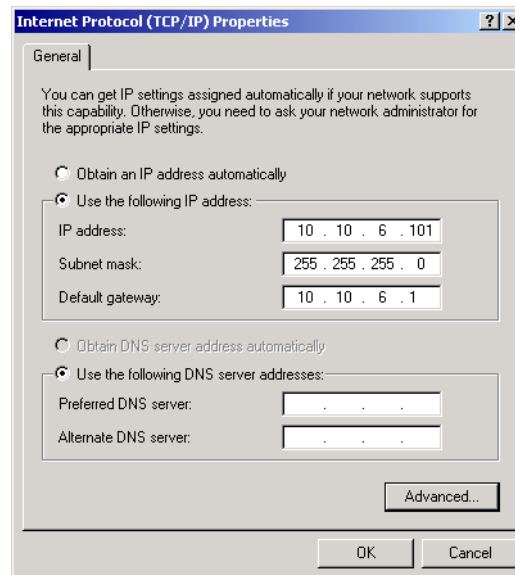 Internet Protocol (TCP/IP) Properties ? x
General
You can get IP settings assigned automatically if your network supports
this capability. Otherwise, you need to ask your network administrator for
the appropriate IP settings.
Obtain an IP address automatically
Use the following IP address:
IP address: 10 . 10 . 6 . 101
Subnet mask: 255 . 255 . 255 . 0
Default gateway: 10 . 10 . 6 . 1
Obtain DNS server address automatically
Use the following DNS server addresses:
Preferred DNS server: . . .
Alternate DNS server: . . .
Advanced...
OK Cancel